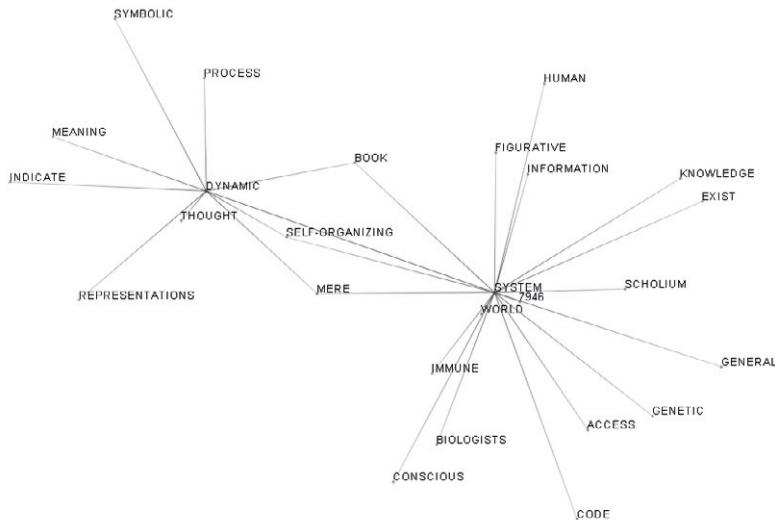 SYMBOLIC
PROCESS
HUMAN
MEANING
FIGURATIVE
BOOK
INFORMATION
KNOWLEDGE
INDICATE
DYNAMIC
EXIST
THOUGHT
SELF-ORGANIZING
REPRESENTATIONS
MERE
SYSTEM
SCHOLIUM
7946
WORLD
GENERAL
IMMUNE
GENETIC
ACCESS
BIOLOGISTS
CONSCIOUS
CODE